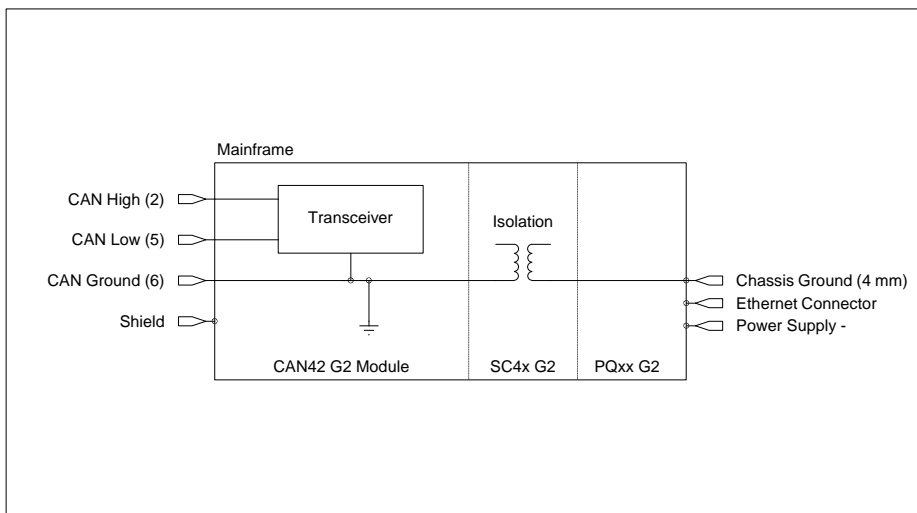 Mainframe
CAN High (2)
Transceiver
Isolation
CAN Low (5)
CAN Ground (6)
Chassis Ground (4 mm)
Ethernet Connector
Shield
Power Supply -
CAN42 G2 Module
SC4x G2
PQxx G2